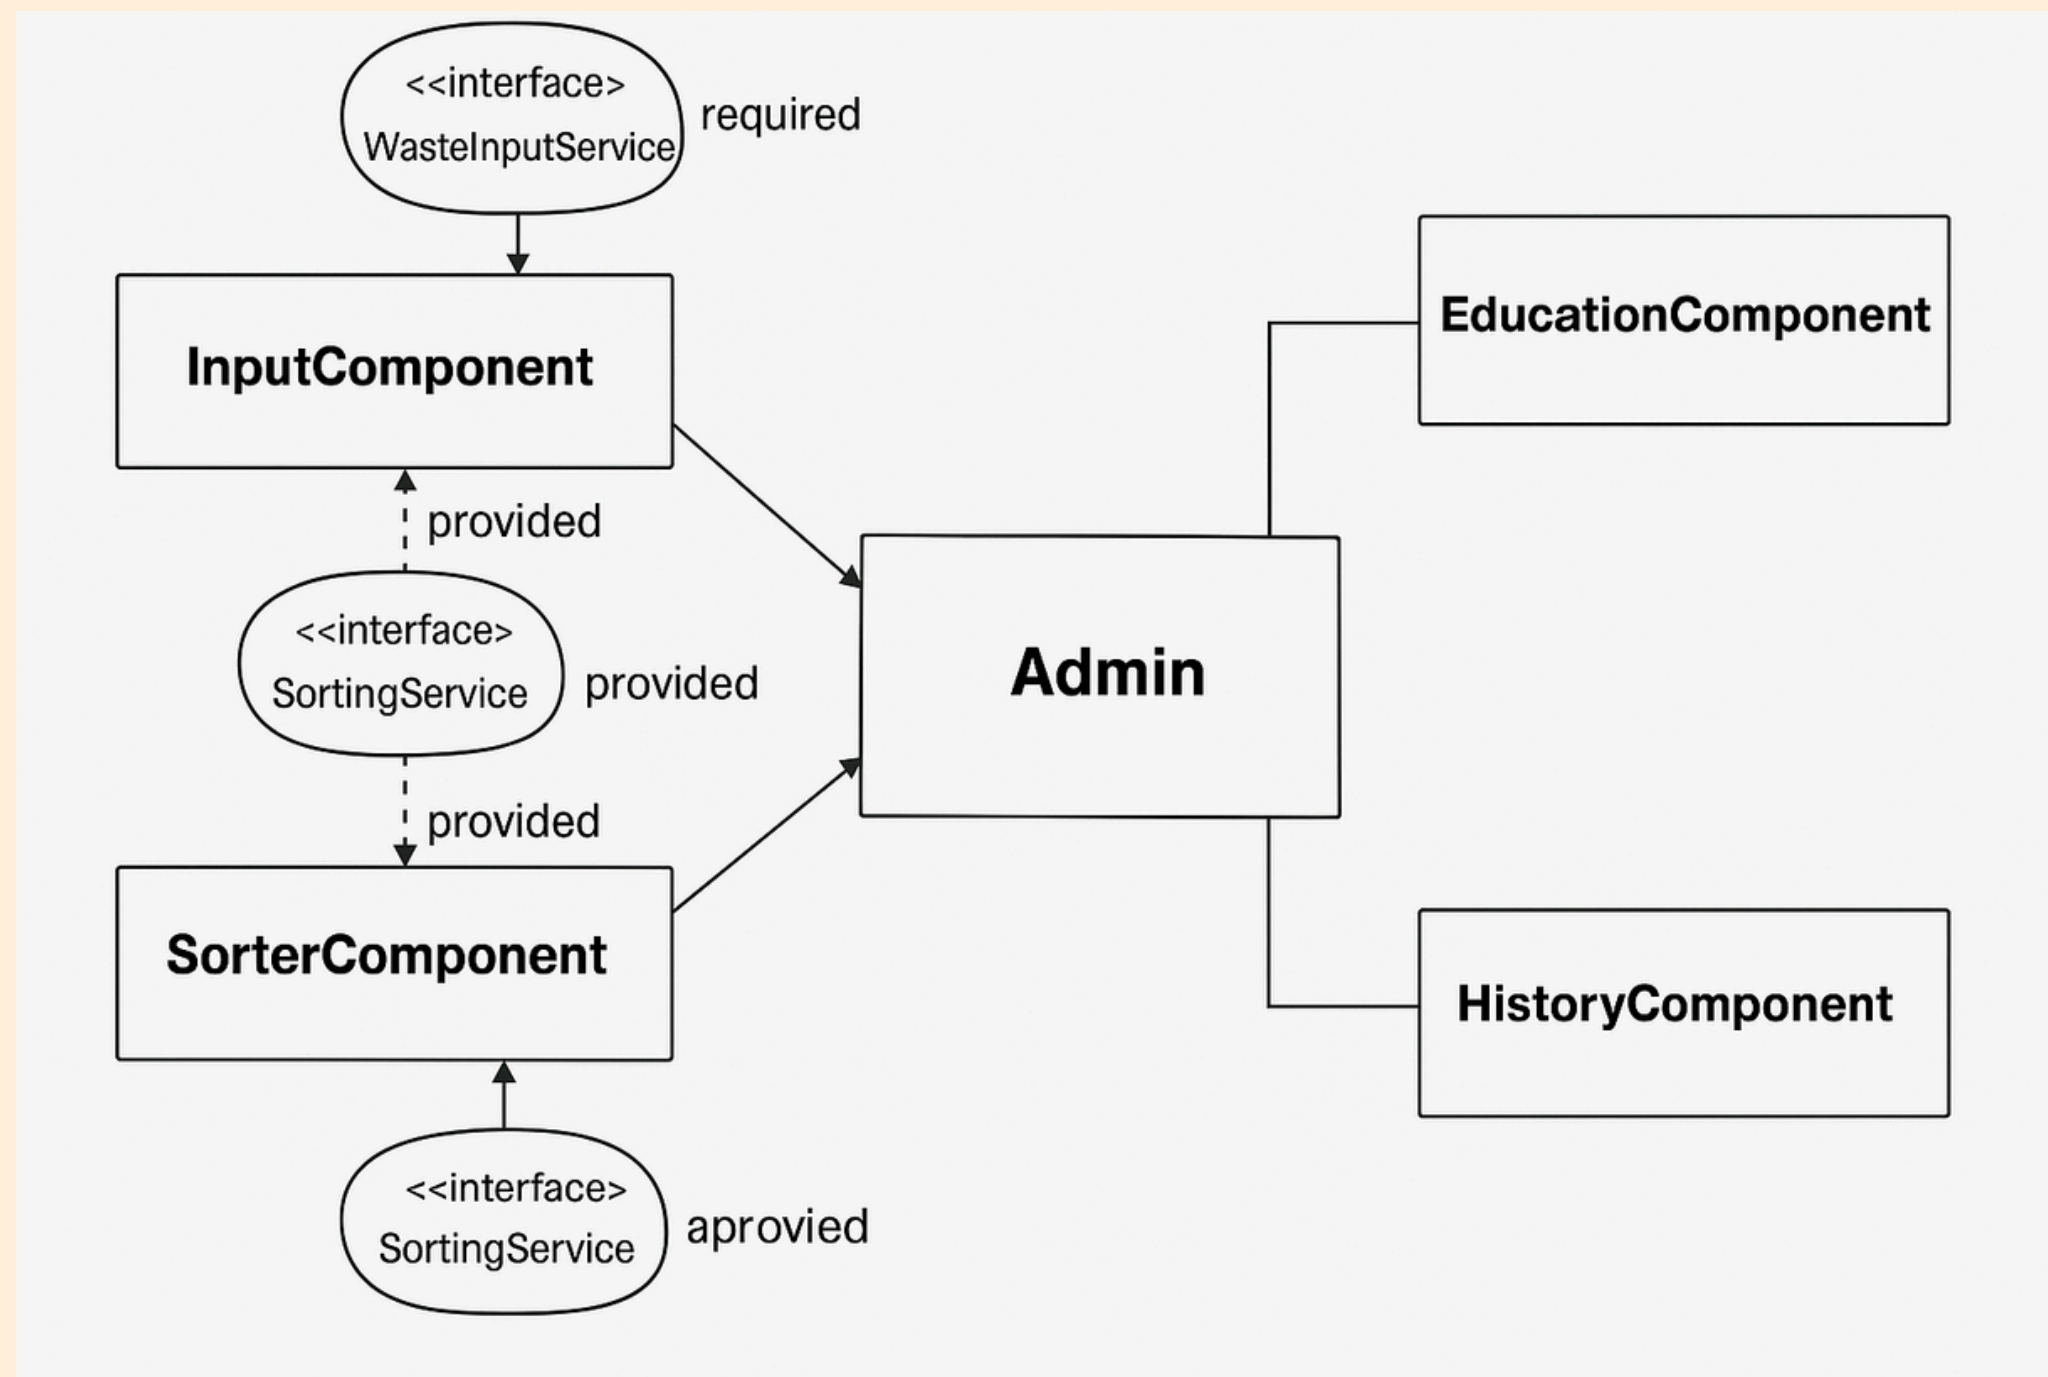 <<interface>
WasteInputService
required
InputComponent
EducationComponent
provided
<<interface>
SortingService
provided
Admin
provided
SorterComponent
HistoryComponent
<<interface>
SortingService
aprovied